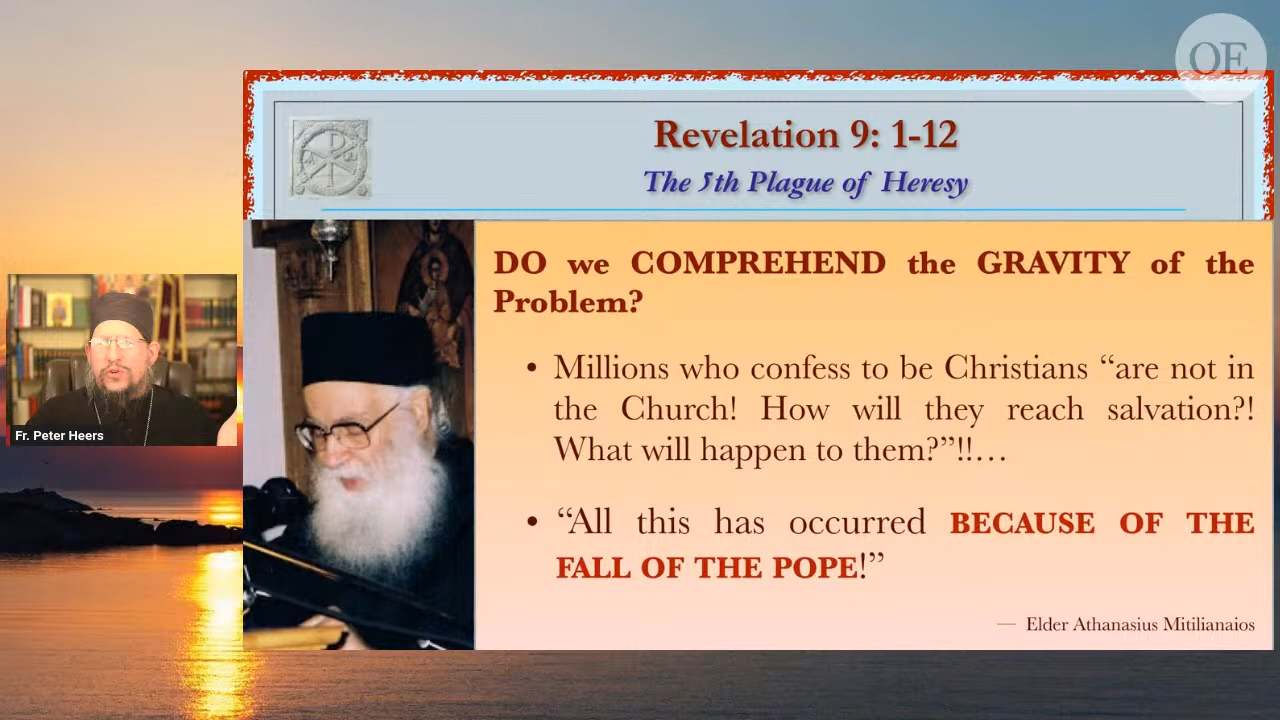 OE
Revelation 9: 1-12
The 5th Plague of Heresy
DO we COMPREHEND the GRAVITY of the
Problem?
• Millions who confess to be Christians “are not in
the Church! How will they reach salvation?!
What will happen to them?”!!…
• “All this has occurred BECAUSE OF THE
FALL OF THE POPE!”
— Elder Athanasius Mitilianaios
Fr. Peter Heers